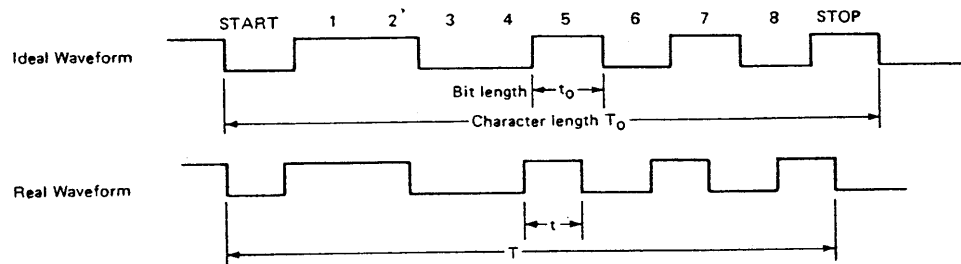 START 1 2 3 4 5 6 7 8 STOP
Ideal Waveform
Bit length t₀
Character length T₀
Real Waveform
t
T